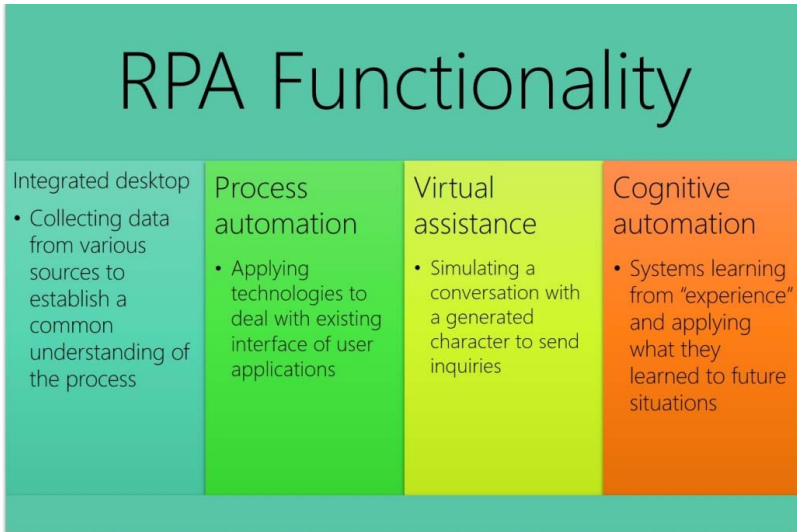 RPA Functionality
Integrated desktop
• Collecting data
from various
sources to
establish a
common
understanding of
the process
Process
automation
• Applying
technologies to
deal with existing
interface of user
applications
Virtual
assistance
• Simulating a
conversation with
a generated
character to send
inquiries
Cognitive
automation
• Systems learning
from “experience”
and applying
what they
learned to future
situations